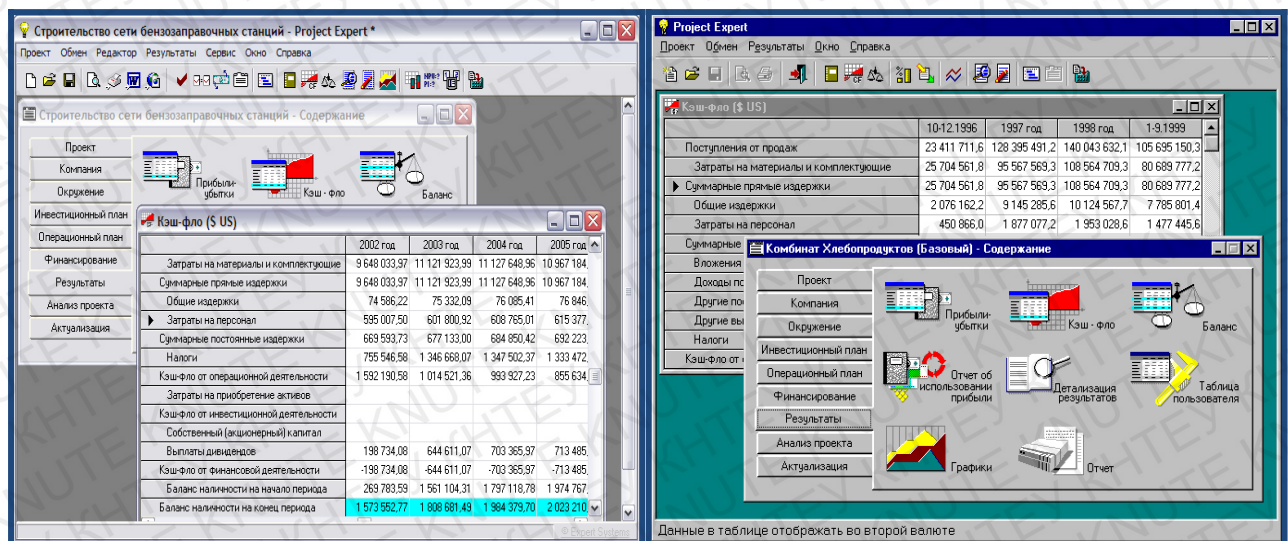 Строительство сети бензозаправочных станций - Project Expert *
Проект Обмен Редактор Результаты Сервис Окно Справка
Строительство сети бензозаправочных станций - Содержание
Проект
Компания
Окружение
Инвестиционный план
Операционный план
Финансирование
Результаты
Анализ проекта
Актуализация
Прибыли-
убытки
Кэш - фло
Баланс
Кэш-фло ($ US)
2002 год 2003 год 2004 год 2005 год
Затраты на материалы и комплектующие 9 648 033,97 11 121 923,99 11 127 648,96 10 967 184,
Суммарные прямые издержки 9 648 033,97 11 121 923,99 11 127 648,96 10 967 184,
Общие издержки 74 586,22 75 332,09 76 085,41 76 846
Затраты на персонал 595 007,50 601 800,92 608 765,01 615 377,
Суммарные постоянные издержки 669 593,73 677 133,00 684 850,42 692 223,
Налоги 755 546,58 1 346 668,07 1 347 502,37 1 333 472,
Кэш-фло от операционной деятельности 1 592 190,58 1 014 521,36 993 927,23 855 634,
Затраты на приобретение активов
Кэш-фло от инвестиционной деятельности
Собственный (акционерный) капитал
Выплаты дивидендов 198 734,08 644 611,07 703 365,97 713 485,
Кэш-фло от финансовой деятельности -198 734,08 -644 611,07 -703 365,97 -713 485,
Баланс наличности на начало периода 269 783,59 1 561 104,31 1 797 118,78 1 974 767,
Баланс наличности на конец периода 1 573 552,77 1 808 681,49 1 984 379,70 2 023 210,
© Expert Systems
Project Expert
Проект Обмен Результаты Окно Справка
Кэш-фло ($ US)
10-12.1996 1997 год 1998 год 1-9.1999
Поступления от продаж 23 411 711,6 128 395 491,2 140 043 632,1 105 695 150,3
Затраты на материалы и комплектующие 25 704 561,8 95 567 569,3 108 564 709,3 80 689 777,2
Суммарные прямые издержки 25 704 561,8 95 567 569,3 108 564 709,3 80 689 777,2
Общие издержки 2 076 162,2 9 145 285,6 10 124 567,7 7 785 801,4
Затраты на персонал 450 866,0 1 877 077,2 1 953 028,6 1 477 445,6
Суммарные
Вложения
Доходы по
Другие по
Другие вы
Налоги
Кэш-фло от
Комбинат Хлебопродуктов (Базовый) - Содержание
Проект
Компания
Окружение
Инвестиционный план
Операционный план
Финансирование
Результаты
Анализ проекта
Актуализация
Прибыли-
убытки
Кэш - фло
Баланс
Отчет об
использовании
прибыли
Детализация
результатов
Таблица
пользователя
Графики
Отчет
Данные в таблице отображать во второй валюте